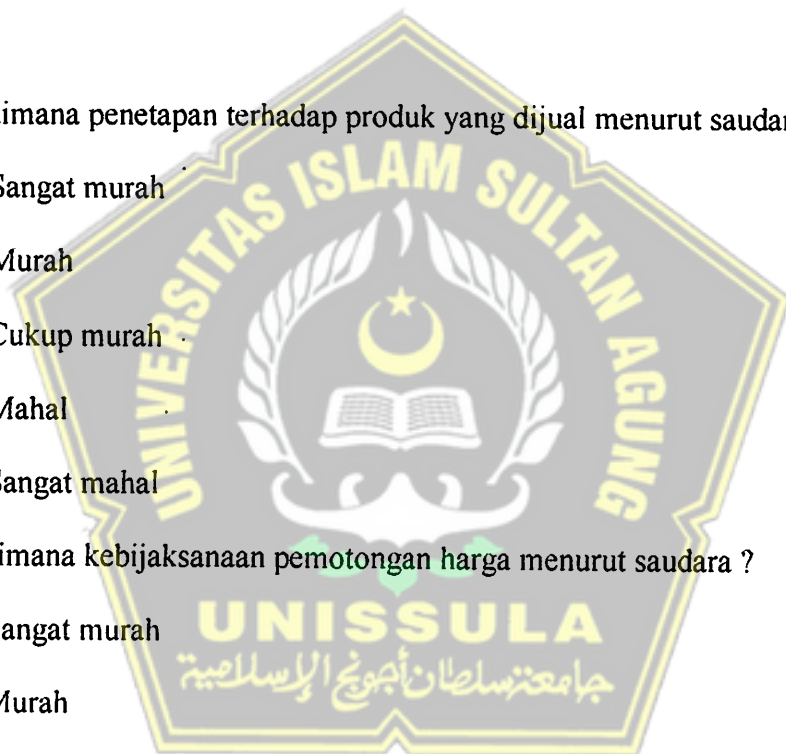 imana penetapan terhadap produk yang dijual menurut saudar
Sangat murah
Murah
Cukup murah
Mahal
Sangat mahal
imana kebijaksanaan pemotongan harga menurut saudara ?
angat murah
Murah
UNIVERSITAS ISLAM SULTAN AGUNG
UNISSULA
جامعة سلطان أجونج الإسلامية